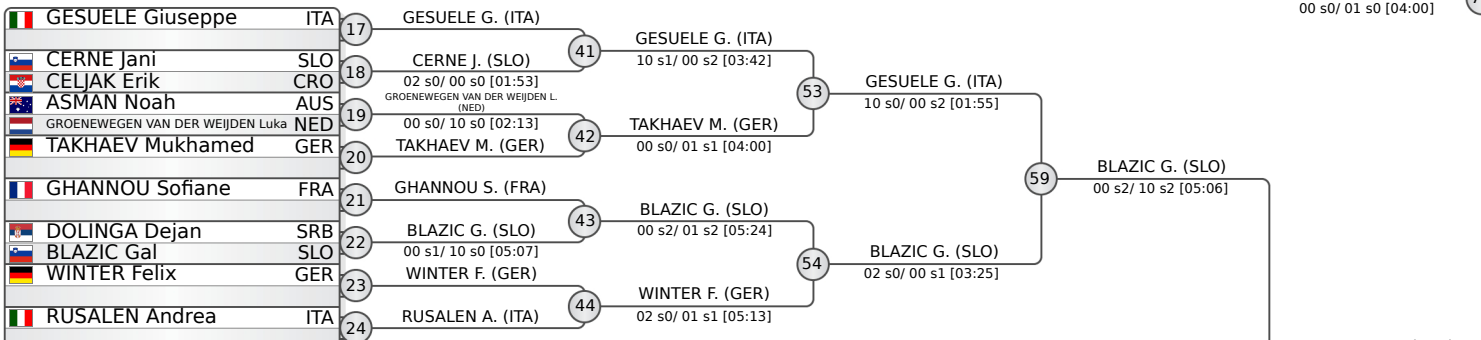 00 s0/ 01 s0 [04:00]
GESUELE Giuseppe ITA
CERNE Jani SLO
CELJAK Erik CRO
ASMAN Noah AUS
GROENEWEGEN VAN DER WEIJDEN Luka NED
TAKHAEV Mukhamed GER
GHANNOU Sofiane FRA
DOLINGA Dejan SRB
BLAZIC Gal SLO
WINTER Felix GER
RUSALEN Andrea ITA
17
18
19
20
21
22
23
24
GESUELE G. (ITA)
CERNE J. (SLO)
02 s0/ 00 s0 [01:53]
GROENEWEGEN VAN DER WEIJDEN L.
(NED)
00 s0/ 10 s0 [02:13]
TAKHAEV M. (GER)
GHANNOU S. (FRA)
BLAZIC G. (SLO)
00 s1/ 10 s0 [05:07]
WINTER F. (GER)
RUSALEN A. (ITA)
41
42
43
44
GESUELE G. (ITA)
10 s1/ 00 s2 [03:42]
TAKHAEV M. (GER)
00 s0/ 01 s1 [04:00]
BLAZIC G. (SLO)
00 s2/ 01 s2 [05:24]
WINTER F. (GER)
02 s0/ 01 s1 [05:13]
53
54
GESUELE G. (ITA)
10 s0/ 00 s2 [01:55]
BLAZIC G. (SLO)
02 s0/ 00 s1 [03:25]
59
BLAZIC G. (SLO)
00 s2/ 10 s2 [05:06]